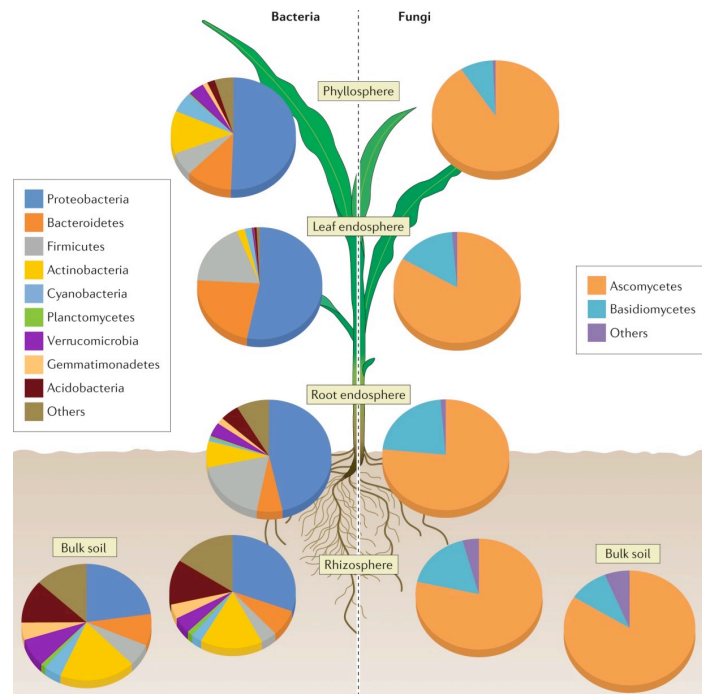 Bacteria
Fungi
Phyllosphere
Leaf endosphere
Proteobacteria
Bacteroidetes
Firmicutes
Actinobacteria
Cyanobacteria
Planctomycetes
Verrucomicrobia
Gemmatimonadetes
Acidobacteria
Others
Ascomycetes
Basidiomycetes
Others
Root endosphere
Bulk soil
Rhizosphere
Bulk soil